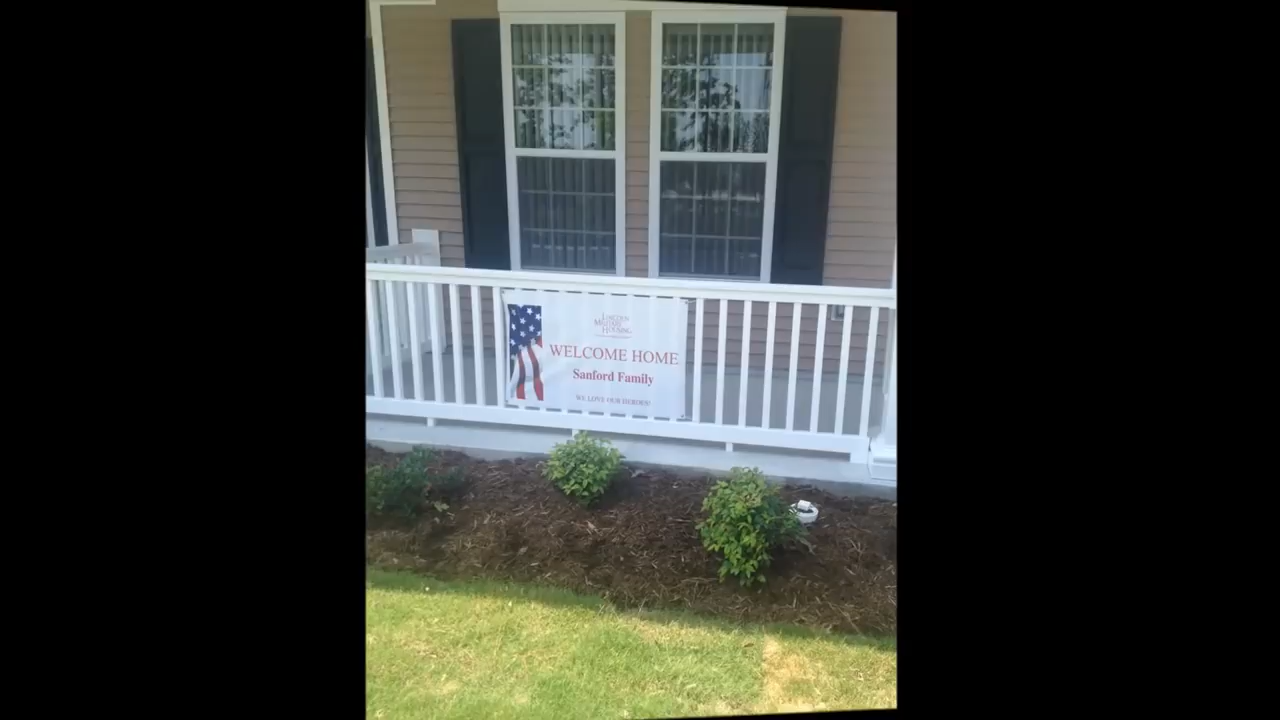 LINCOLN
MILITARY
HOUSING
WELCOME HOME
Sanford Family
WE LOVE OUR HEROES!